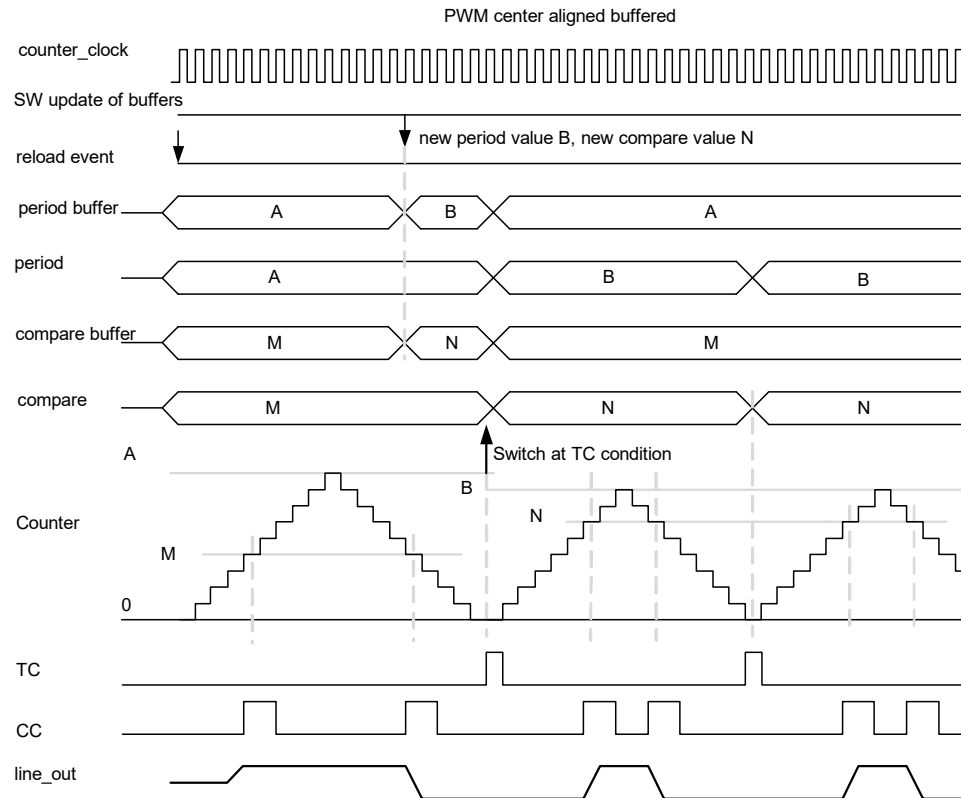 PWM center aligned buffered
counter_clock
SW update of buffers
new period value B, new compare value N
reload event
period buffer
A B A
period
A B B
compare buffer
M N M
compare
M N N
A
Switch at TC condition
B
N
Counter
M
0
TC
CC
line_out